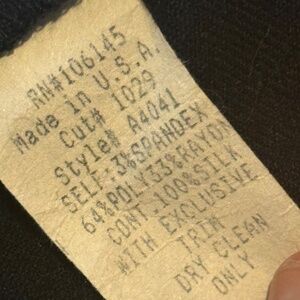 RN#106145
Made in U.S.A.
Cut# 1029
Style# A4041
SELF-3%SPANDEX
64%POLY33%RAYON
CONT-100%SILK
WITH EXCLUSIVE
TRIM
DRY CLEAN
ONLY